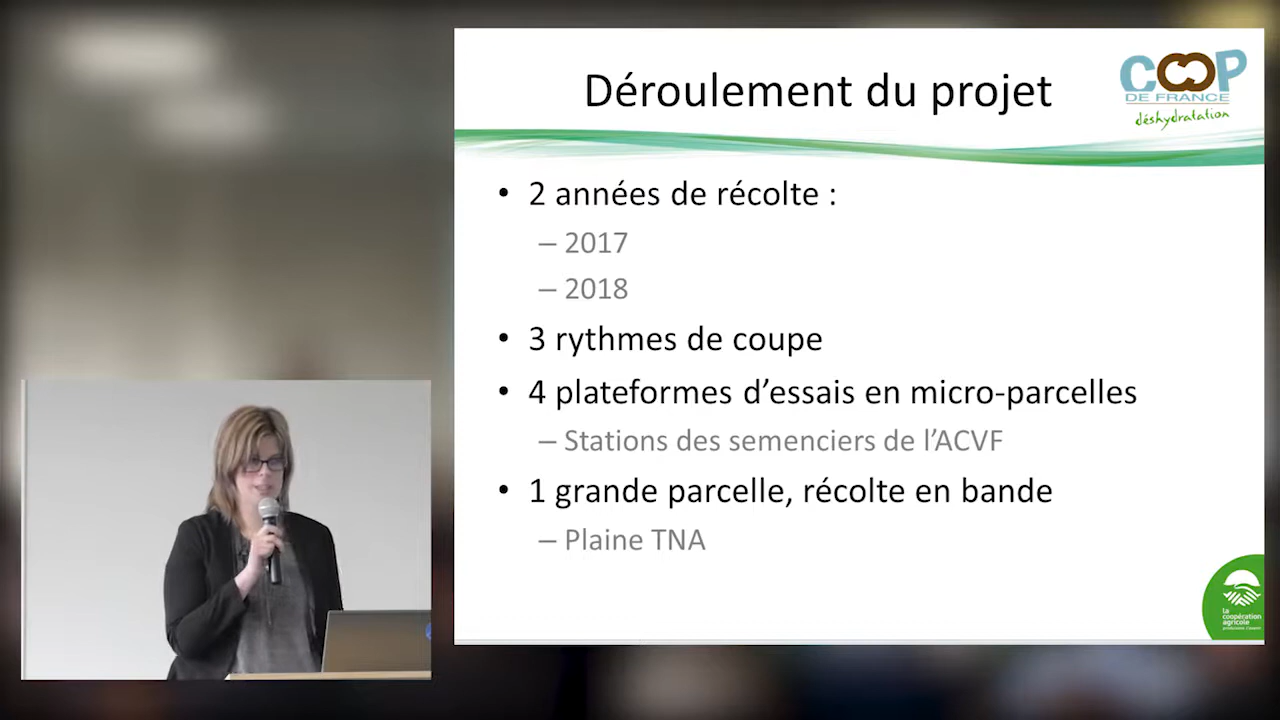 Déroulement du projet
COOP
DE FRANCE
déshydratation
• 2 années de récolte :
– 2017
– 2018
• 3 rythmes de coupe
• 4 plateformes d’essais en micro-parcelles
– Stations des semenciers de l’ACVF
• 1 grande parcelle, récolte en bande
– Plaine TNA
la
coopération
agricole